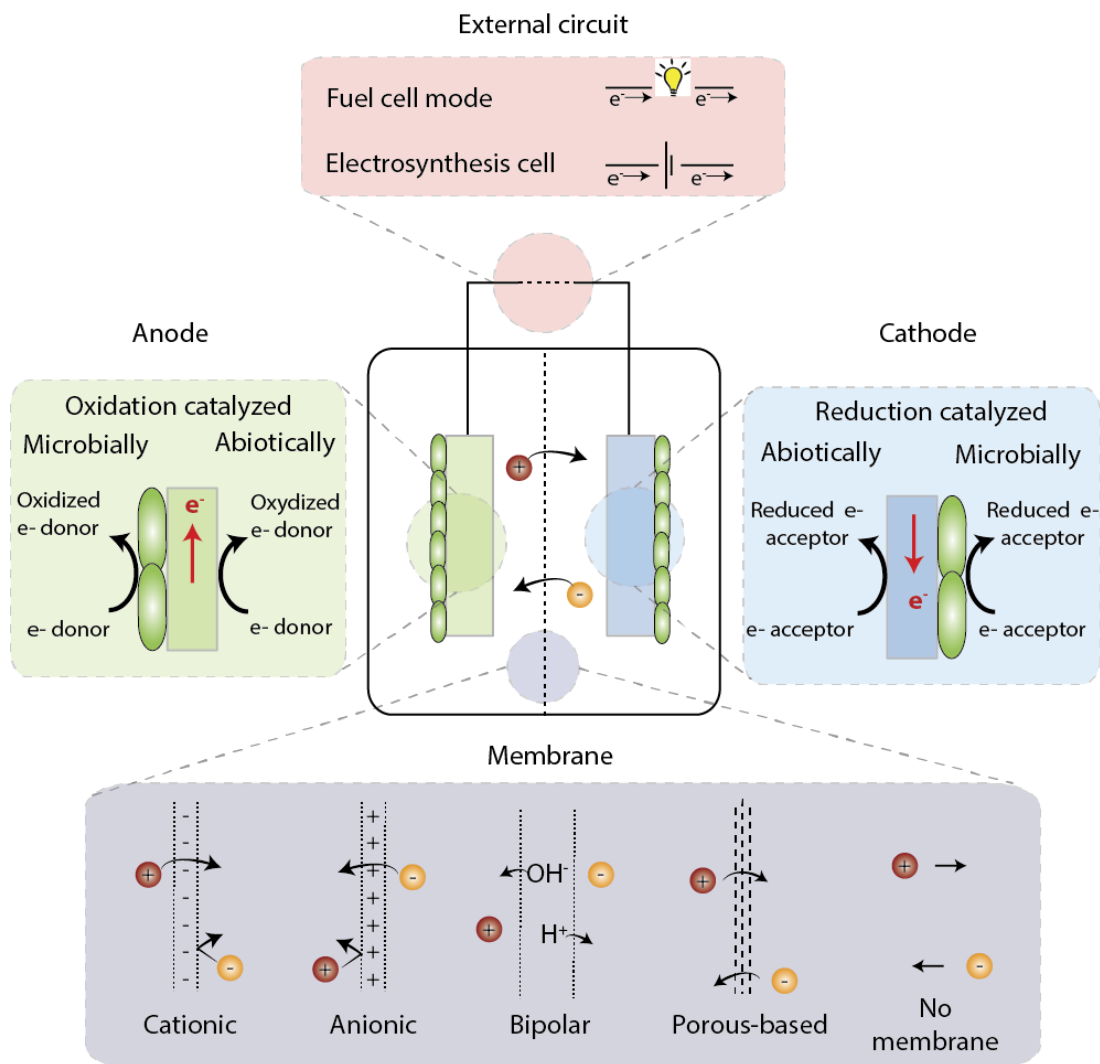 External circuit
Fuel cell mode
e- e-
Electrosynthesis cell
e- e-
Anode
Oxidation catalyzed
Microbially Abiotically
Oxidized
e- donor
e-
Oxydized
e- donor
e- donor
e- donor
+
-
Cathode
Reduction catalyzed
Abiotically Microbially
Reduced e-
acceptor
e-
Reduced e-
acceptor
e- acceptor
e- acceptor
Membrane
+
-
-
-
-
-
-
-
-
-
Cationic
+
+
+
+
+
+
+
+
-
+
Anionic
OH-
-
+
H+
Bipolar
+
-
Porous-based
+
-
No
membrane